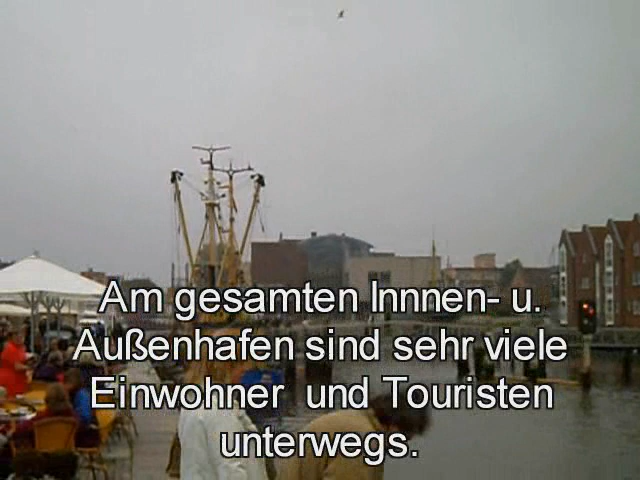 Am gesamten Innnen- u.
Außenhafen sind sehr viele
Einwohner  und Touristen
unterwegs.